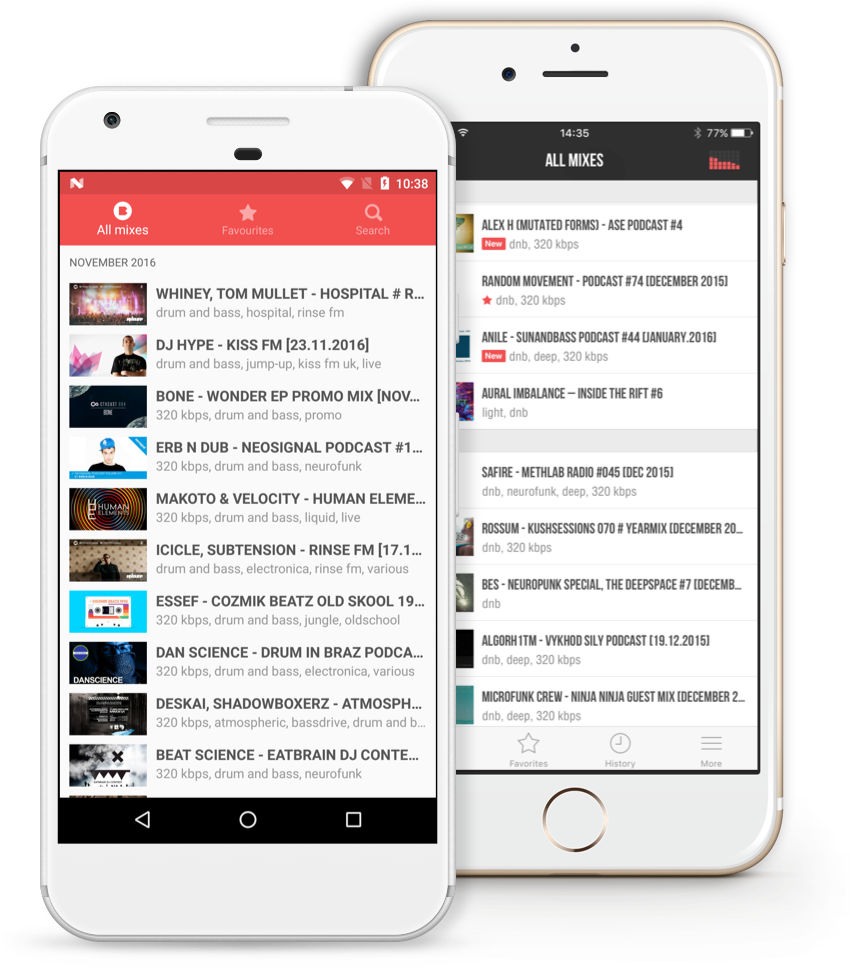 10:38
All mixes
Favourites
Search
NOVEMBER 2016
WHINEY, TOM MULLET - HOSPITAL # R...
drum and bass, hospital, rinse fm
DJ HYPE - KISS FM [23.11.2016]
drum and bass, jump-up, kiss fm uk, live
BONE - WONDER EP PROMO MIX [NOV...
320 kbps, drum and bass, promo
ERB N DUB - NEOSIGNAL PODCAST #1...
320 kbps, drum and bass, neurofunk
HUMAN
ELEMENTS
MAKOTO & VELOCITY - HUMAN ELEME...
320 kbps, drum and bass, liquid, live
ICICLE, SUBTENSION - RINSE FM [17.1...
drum and bass, electronica, rinse fm, various
ESSEF - COZMIK BEATZ OLD SKOOL 19...
320 kbps, drum and bass, jungle, oldschool
DANSCIENCE
DAN SCIENCE - DRUM IN BRAZ PODCA...
320 kbps, drum and bass, electronica, various
DESKAI, SHADOWBOXERZ - ATMOSPH...
320 kbps, atmospheric, bassdrive, drum and b...
BEAT SCIENCE - EATBRAIN DJ CONTE...
320 kbps, drum and bass, neurofunk
14:35
77%
ALL MIXES
ALEX H (MUTATED FORMS) - ASE PODCAST #4
New dnb, 320 kbps
RANDOM MOVEMENT - PODCAST #74 [DECEMBER 2015]
dnb, 320 kbps
ANILE - SUNANDBASS PODCAST #44 [JANUARY.2016]
New dnb, deep, 320 kbps
AURAL IMBALANCE – INSIDE THE RIFT #6
light, dnb
SAFIRE - METHLAB RADIO #045 [DEC 2015]
dnb, neurofunk, deep, 320 kbps
ROSSUM - KUSHSESSIONS 070 # YEARMIX [DECEMBER 20...
dnb, 320 kbps
BES - NEUROPUNK SPECIAL, THE DEEPSPACE #7 [DECEMB...
dnb
ALGORH1TM - VYKHOD SILY PODCAST [19.12.2015]
dnb, deep, 320 kbps
MICROFUNK CREW - NINJA NINJA GUEST MIX [DECEMBER 2...
dnb, deep, 320 kbps
Favorites
History
More